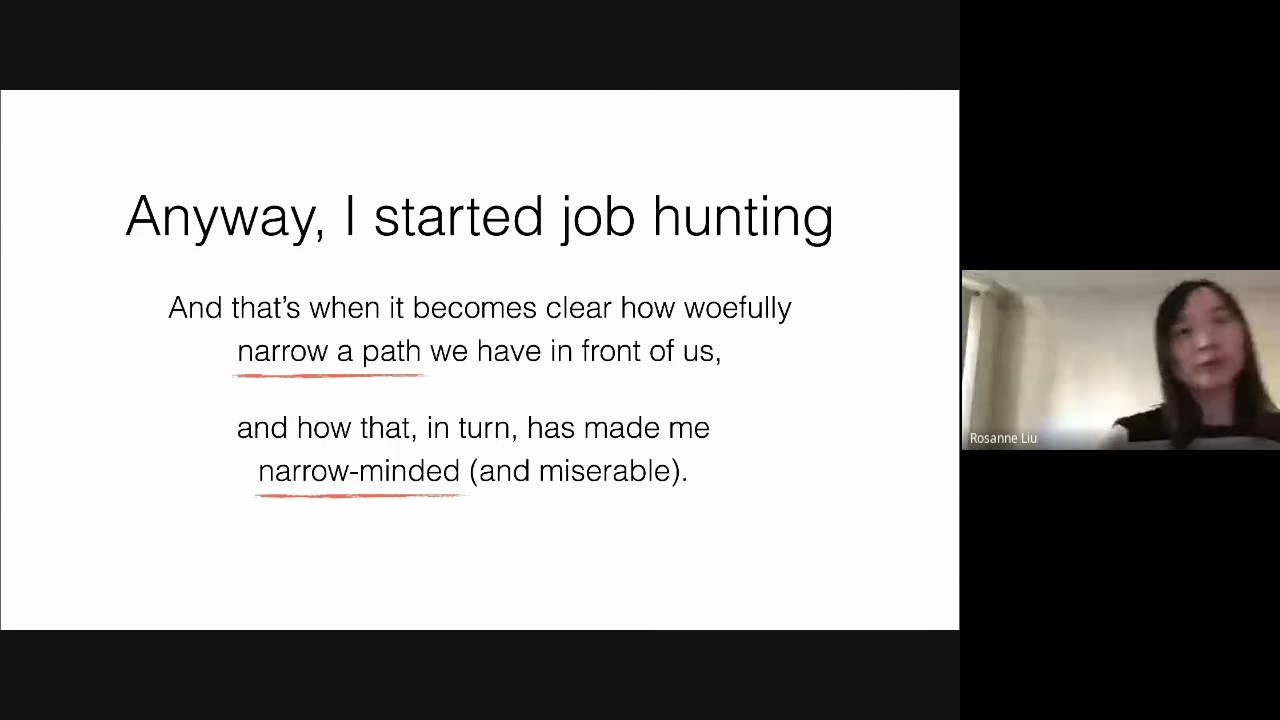 Anyway, I started job hunting
And that’s when it becomes clear how woefully
narrow a path we have in front of us,
and how that, in turn, has made me
narrow-minded (and miserable).
Rosanne Liu